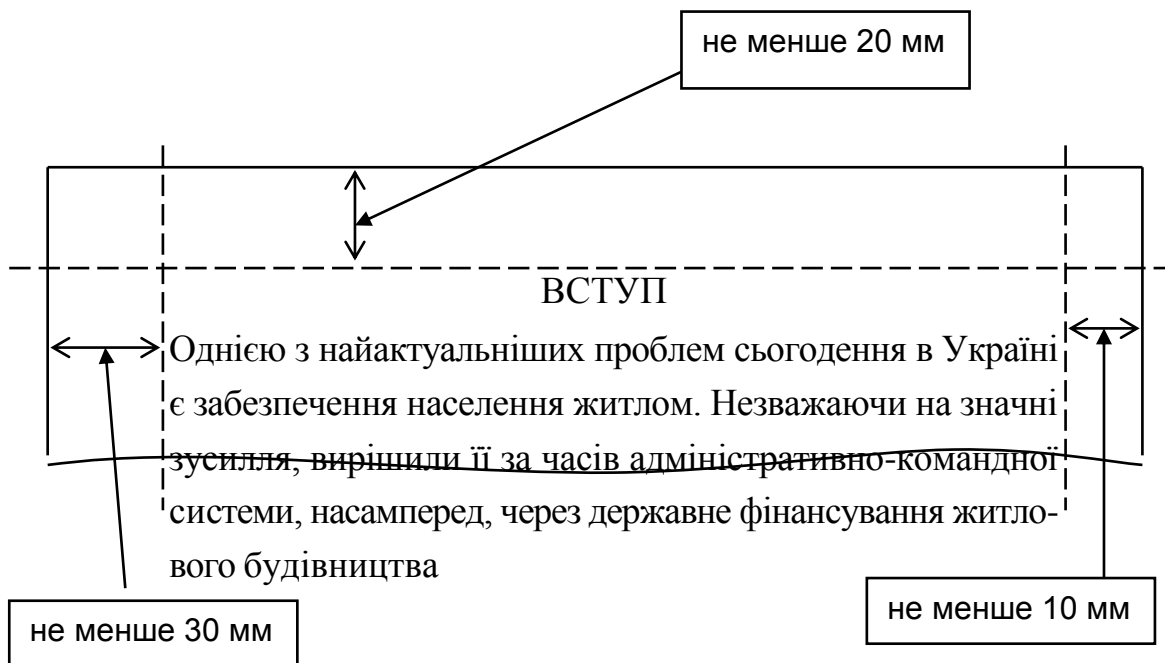 не менше 20 мм
ВСТУП
Однією з найактуальніших проблем сьогодення в Україні
є забезпечення населення житлом. Незважаючи на значні
зусилля, вирішили її за часів адміністративно-командної
системи, насамперед, через державне фінансування житло-
вого будівництва
не менше 30 мм
не менше 10 мм